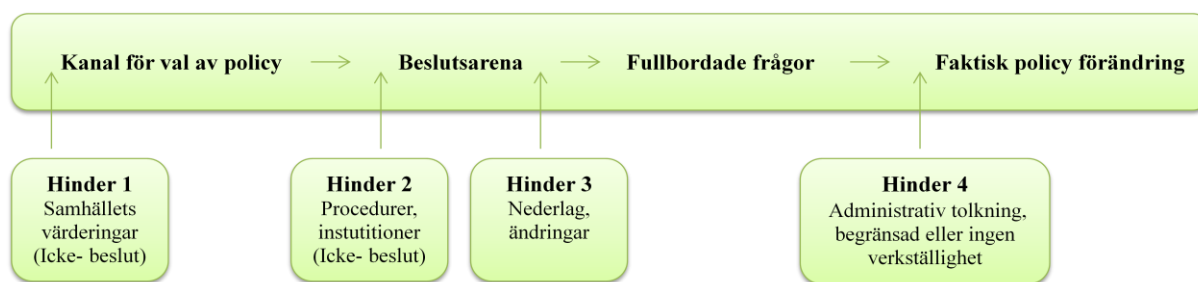 Kanal för val av policy
Beslutsarena
Fullbordade frågor
Faktisk policy förändring
Hinder 1
Samhällets
värderingar
(Icke- beslut)
Hinder 2
Procedurer,
instutitioner
(Icke- beslut)
Hinder 3
Nederlag,
ändringar
Hinder 4
Administrativ tolkning,
begränsad eller ingen
verkställighet